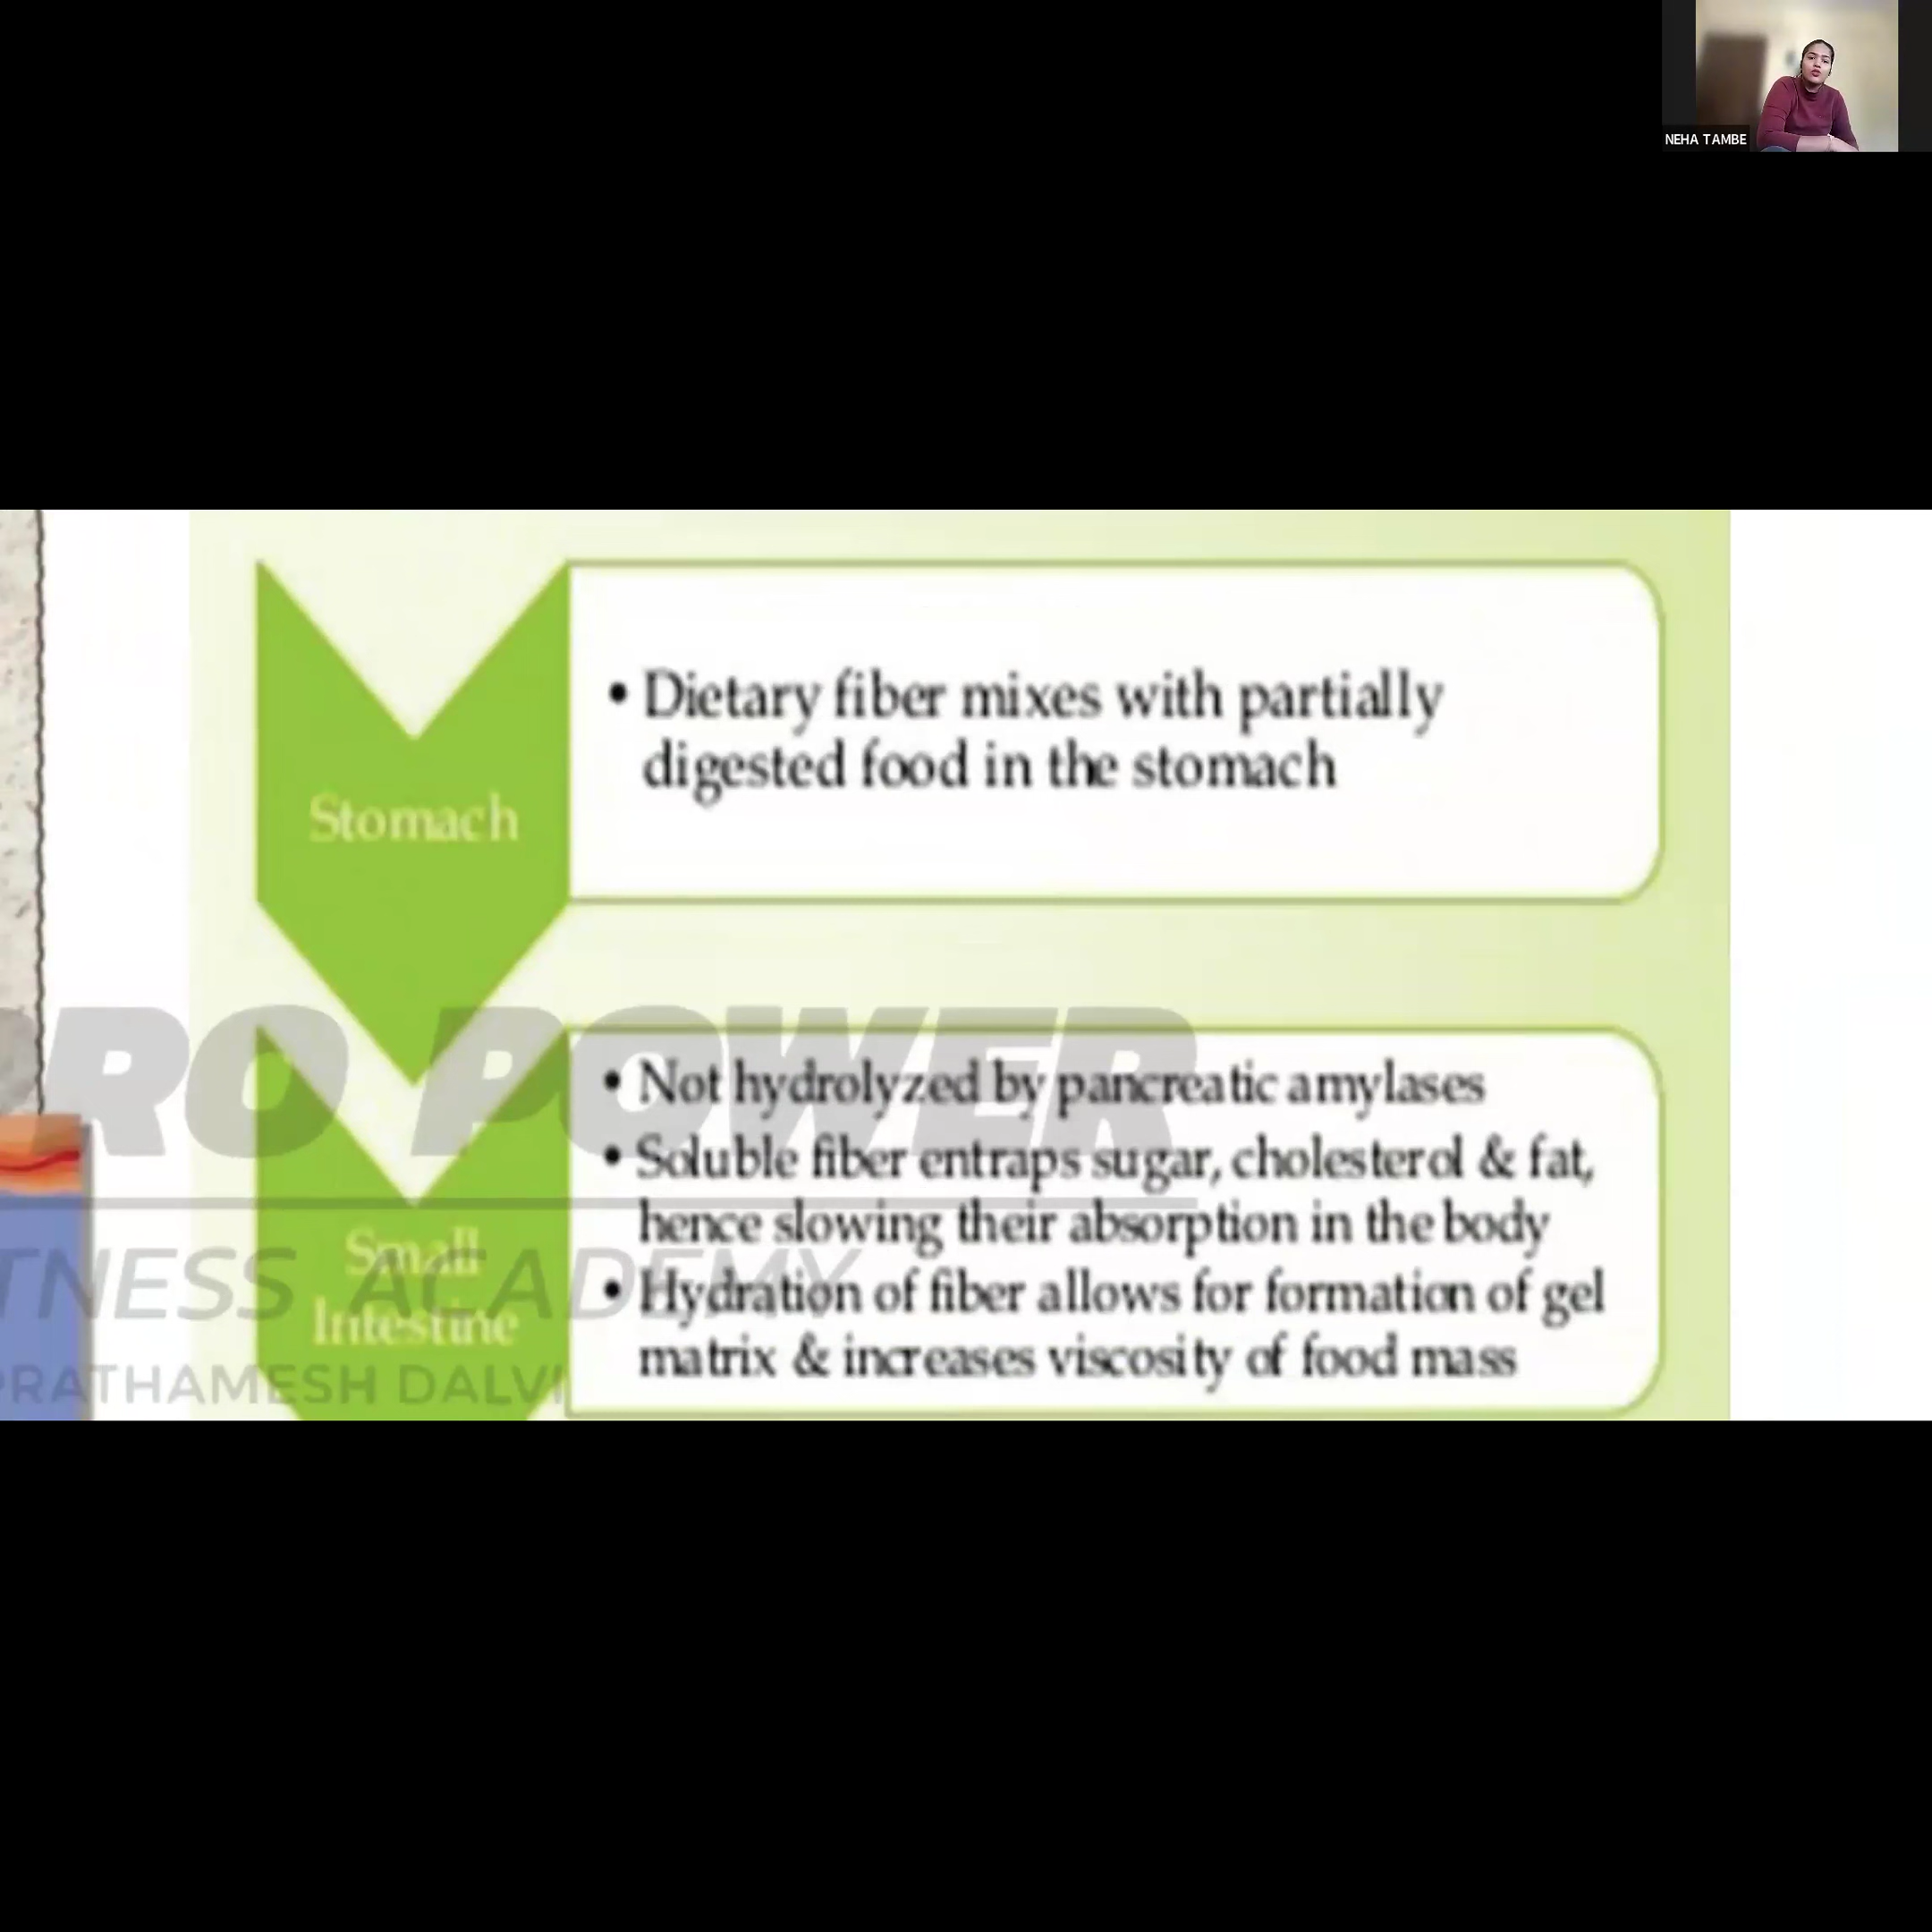 NEHA TAMBE
• Dietary fiber mixes with partially
digested food in the stomach
Stomach
• Not hydrolyzed by pancreatic amylases
• Soluble fiber entraps sugar, cholesterol & fat,
hence slowing their absorption in the body
• Hydration of fiber allows for formation of gel
matrix & increases viscosity of food mass
Small
Intestine
RO POWER
TNESS ACADEMY
PRATHAMESH DALVI